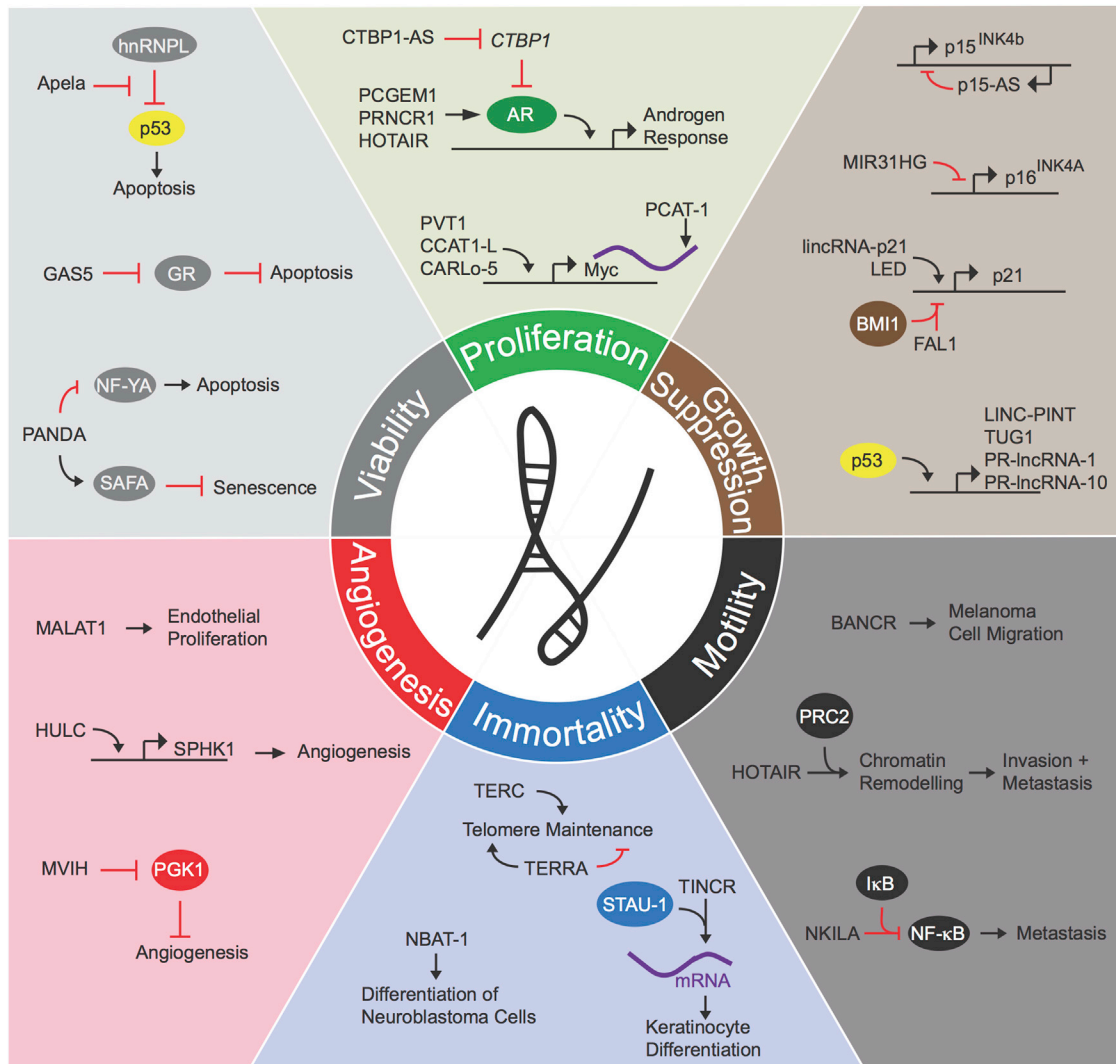 hnRNPL
Apela
p53
Apoptosis
GAS5
GR
Apoptosis
NF-YA
Apoptosis
PANDA
SAFA
Senescence
CTBP1-AS
CTBP1
PCGEM1
PRNCR1
HOTAIR
AR
Androgen
Response
PVT1
CCAT1-L
CARLo-5
Myc
PCAT-1
p15INK4b
p15-AS
MIR31HG
p16INK4A
lincRNA-p21
LED
p21
BMI1
FAL1
p53
LINC-PINT
TUG1
PR-lncRNA-1
PR-lncRNA-10
Viability
Proliferation
Growth
Suppression
Angiogenesis
Immortality
Motility
MALAT1
Endothelial
Proliferation
HULC
SPHK1
Angiogenesis
MVIH
PGK1
Angiogenesis
TERC
Telomere Maintenance
TERRA
NBAT-1
Differentiation of
Neuroblastoma Cells
STAU-1
TINCR
mRNA
Keratinocyte
Differentiation
BANCR
Melanoma
Cell Migration
PRC2
HOTAIR
Chromatin
Remodelling
Invasion +
Metastasis
IκB
NKILA
NF-κB
Metastasis